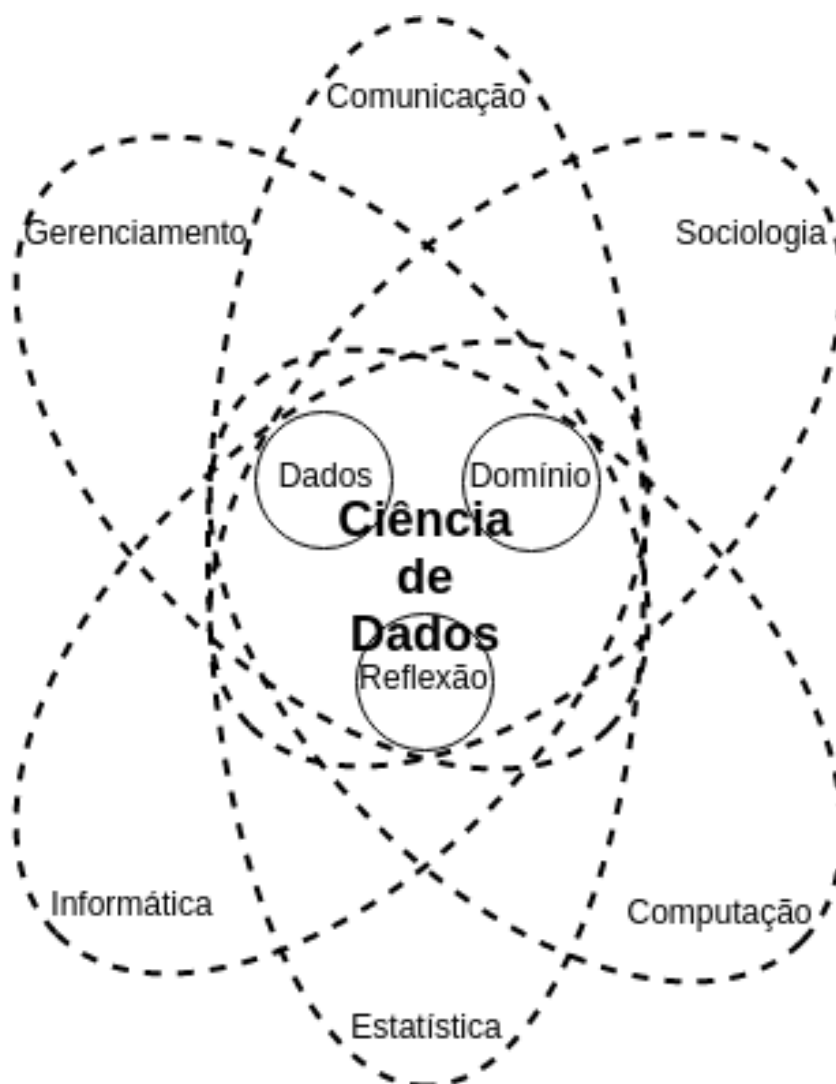 Comunicação
Gerenciamento
Sociologia
Dados
Domínio
Ciência
de
Dados
Reflexão
Informática
Computação
Estatística